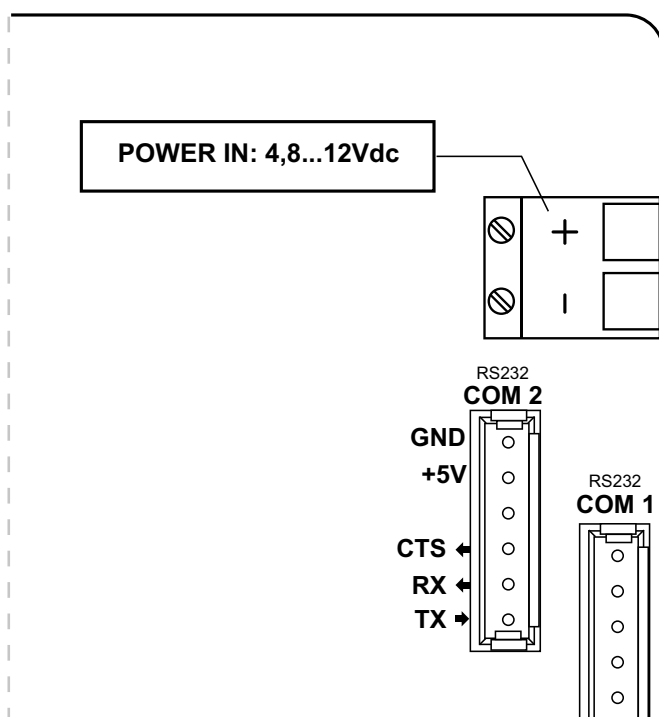 POWER IN: 4,8...12Vdc
+
–
RS232
COM 2
GND
+5V
CTS
RX
TX
RS232
COM 1